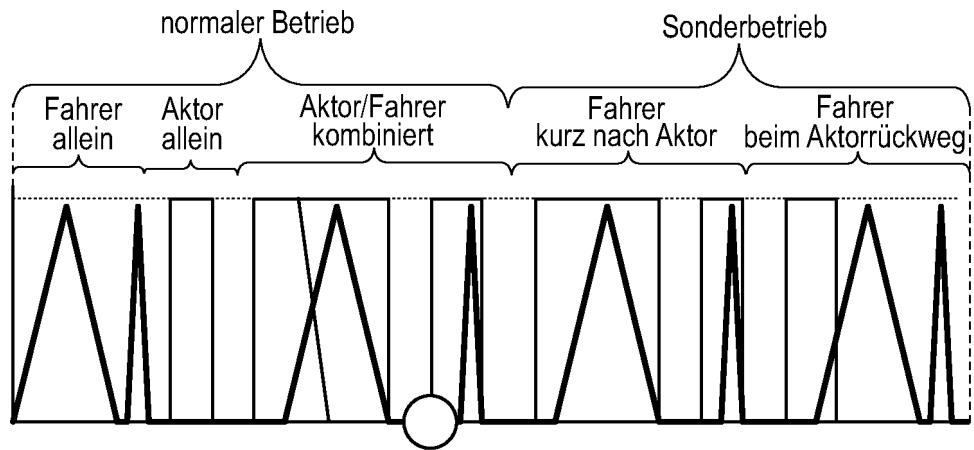 normaler Betrieb
Sonderbetrieb
Fahrer
allein
Aktor
allein
Aktor/Fahrer
kombiniert
Fahrer
kurz nach Aktor
Fahrer
beim Aktorrückweg